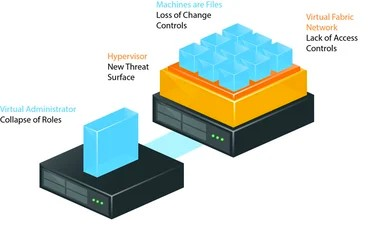 Machines are Files
Loss of Change
Controls
Virtual Fabric
Network
Lack of Access
Controls
Hypervisor
New Threat
Surface
Virtual Administrator
Collapse of Roles